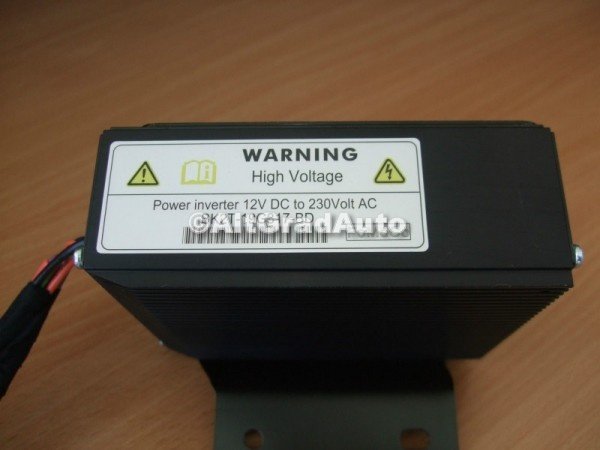 WARNING
High Voltage
Power inverter 12V DC to 230Volt AC
©AltGradAuto